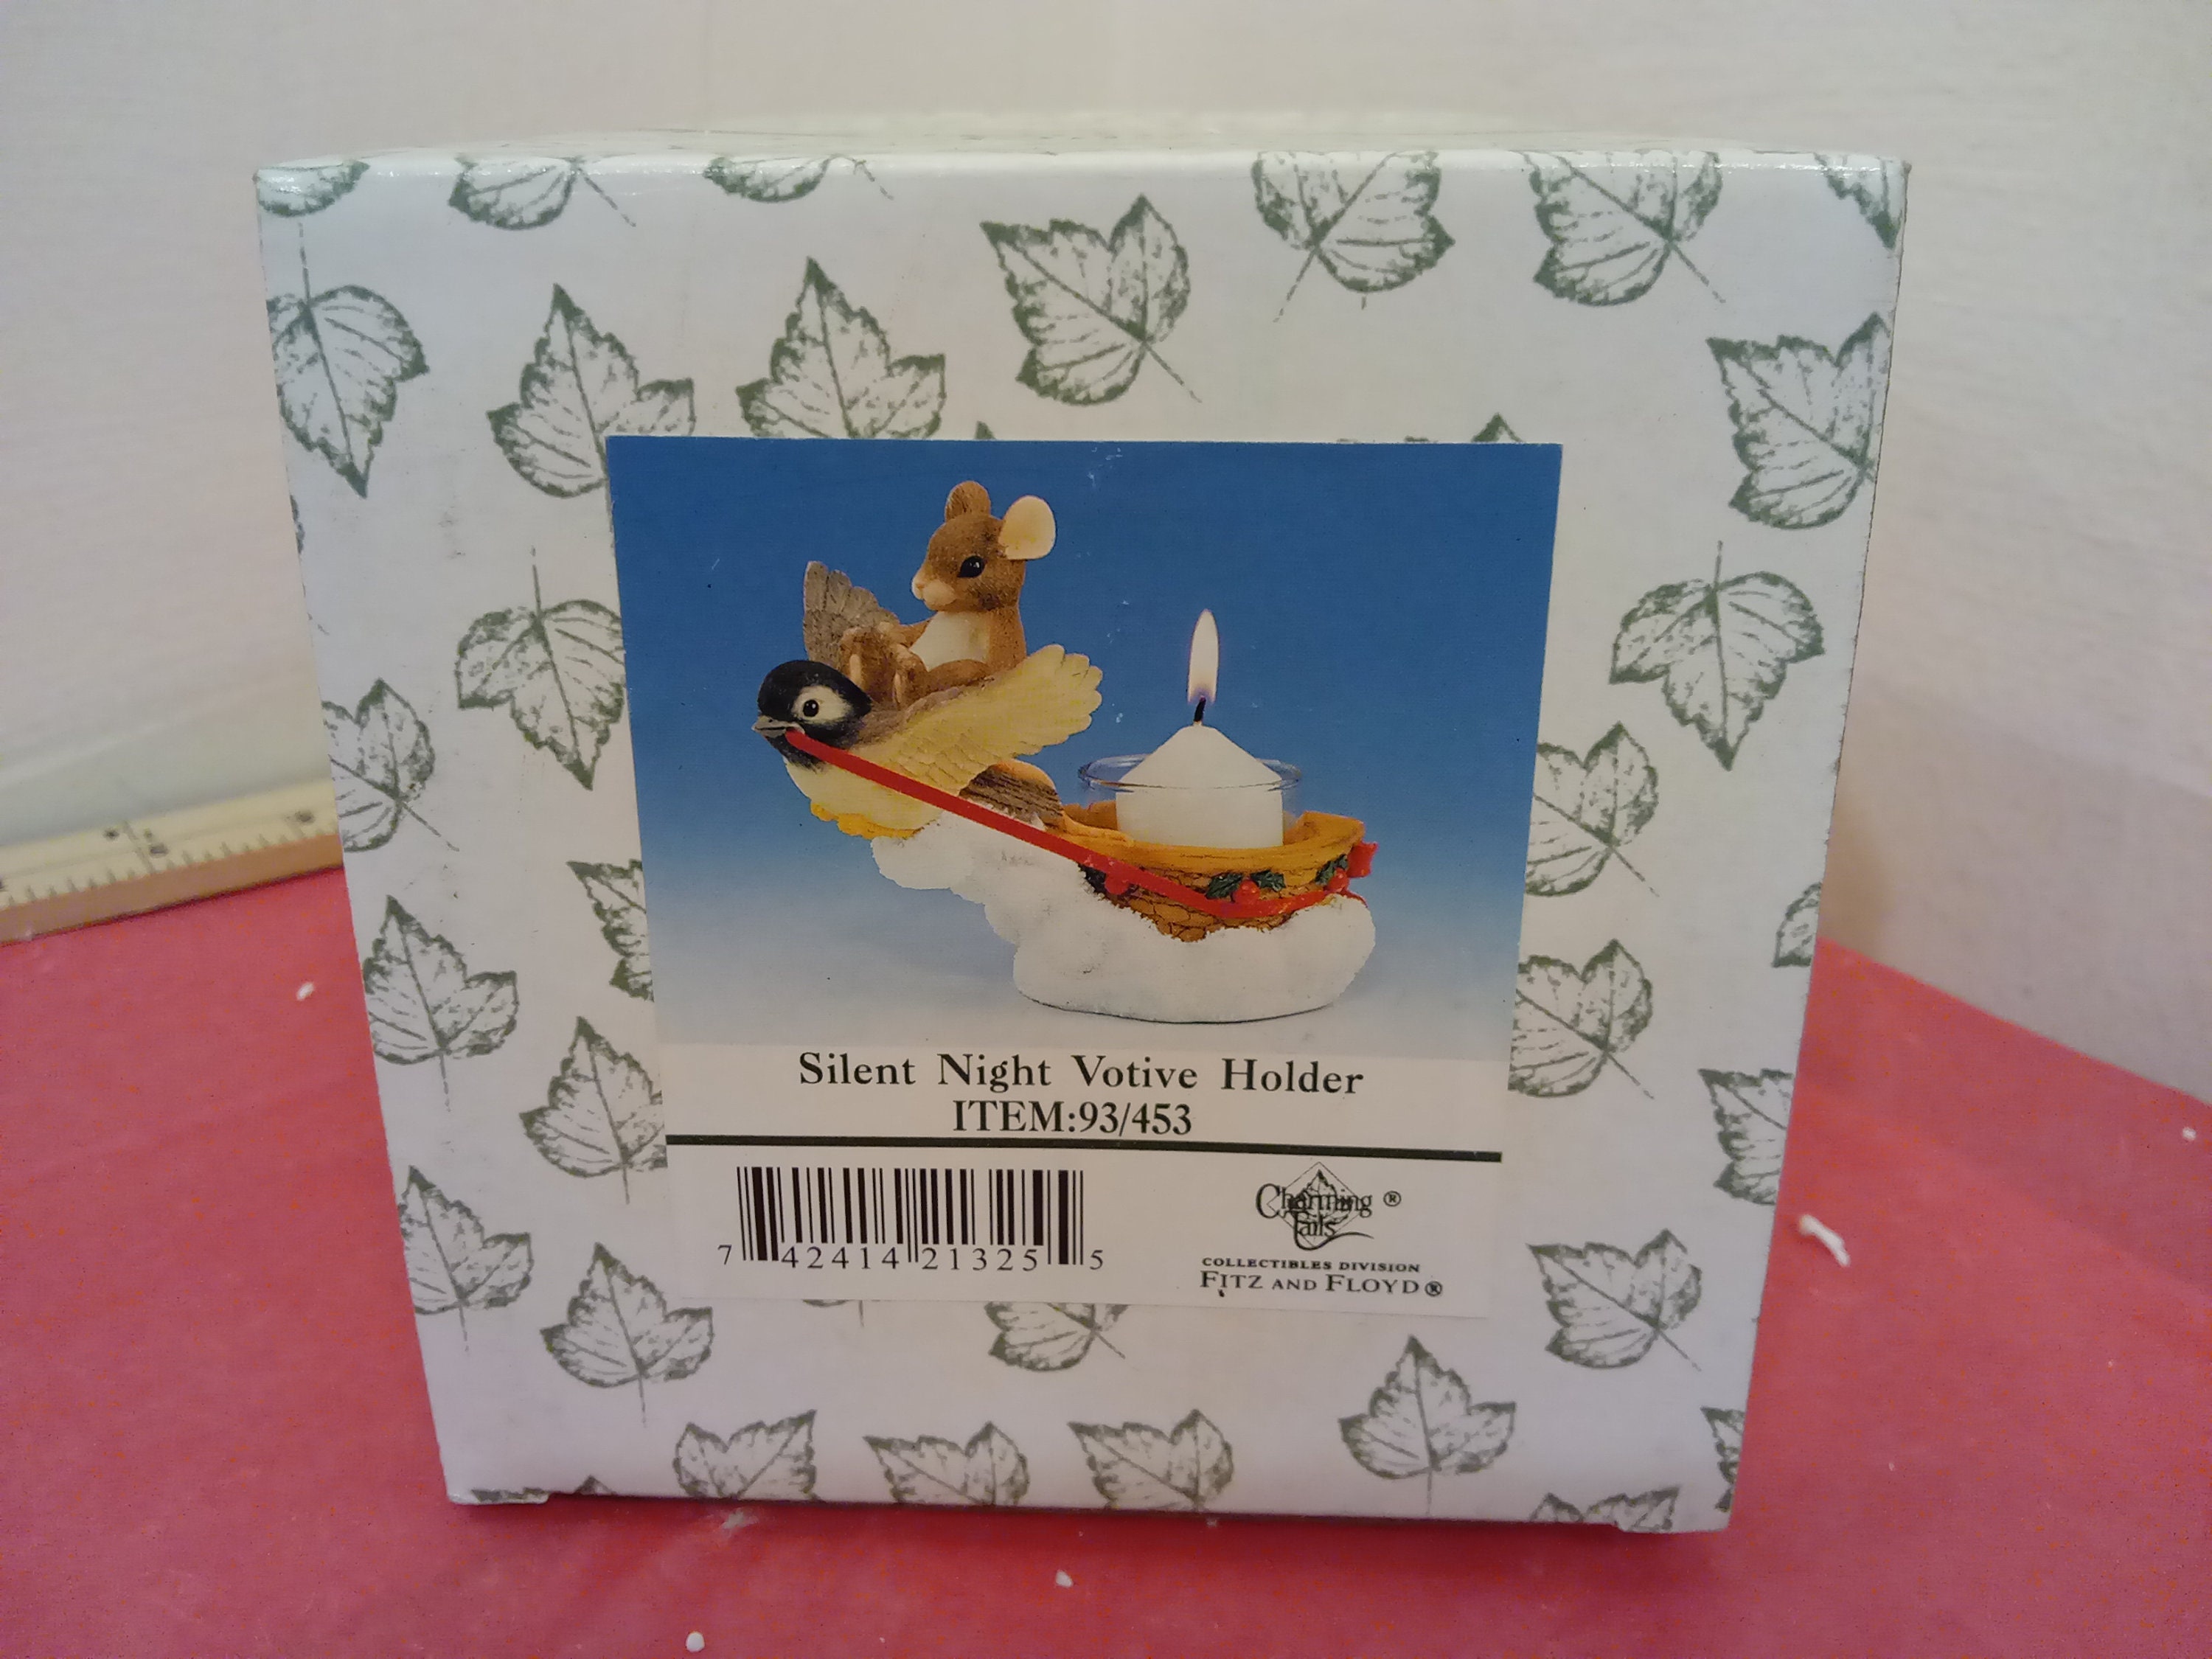 Silent Night Votive Holder
ITEM:93/453
7 42414 21325 5
Charming ®
Tails
COLLECTIBLES DIVISION
FITZ AND FLOYD®